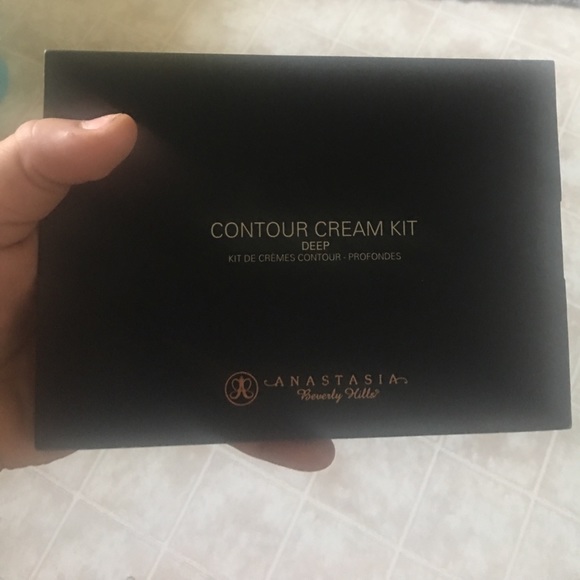 CONTOUR CREAM KIT
DEEP
KIT DE CRÈMES CONTOUR - PROFONDES
ANASTASIA
Beverly Hills®